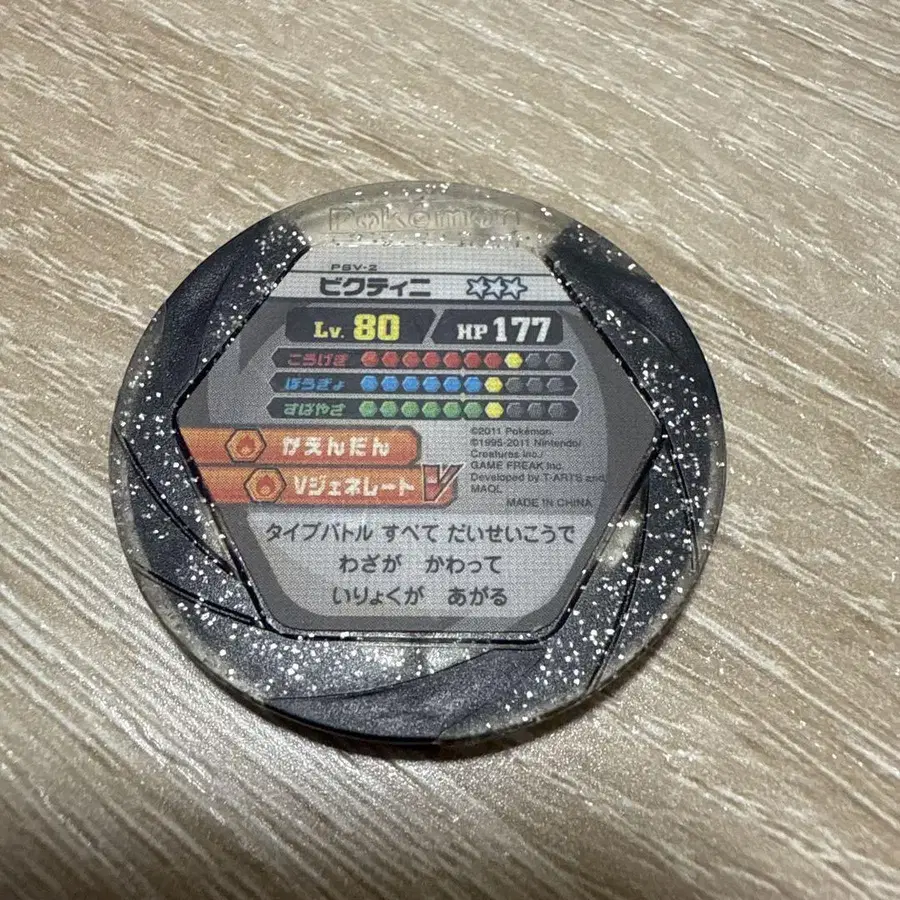 Pokémon
PSV-2
ビクティニ ☆☆☆
Lv. 80 HP 177
こうげき
ぼうぎょ
すばやさ
©2011 Pokémon.
©1995-2011 Nintendo/
Creatures inc./
GAME FREAK inc.
Developed by T-ARTS and
MAQL
MADE IN CHINA
かえんだん
Vジェネレート V
タイプバトル すべて だいせいこうで
わざが かわって
いりょくが あがる